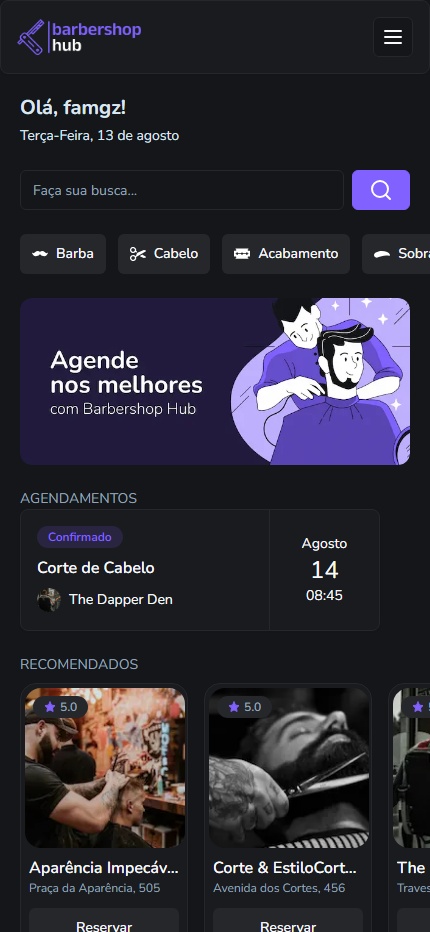 barbershop
hub
Olá, famgz!
Terça-Feira, 13 de agosto
Faça sua busca...
Barba
Cabelo
Acabamento
Sobra
Agende
nos melhores
com Barbershop Hub
AGENDAMENTOS
Confirmado
Corte de Cabelo
The Dapper Den
Agosto
14
08:45
RECOMENDADOS
5.0
5.0
5
Aparência Impecáv...
Corte & EstiloCort...
The
Praça da Aparência, 505
Avenida dos Cortes, 456
Traves
Reservar
Reservar